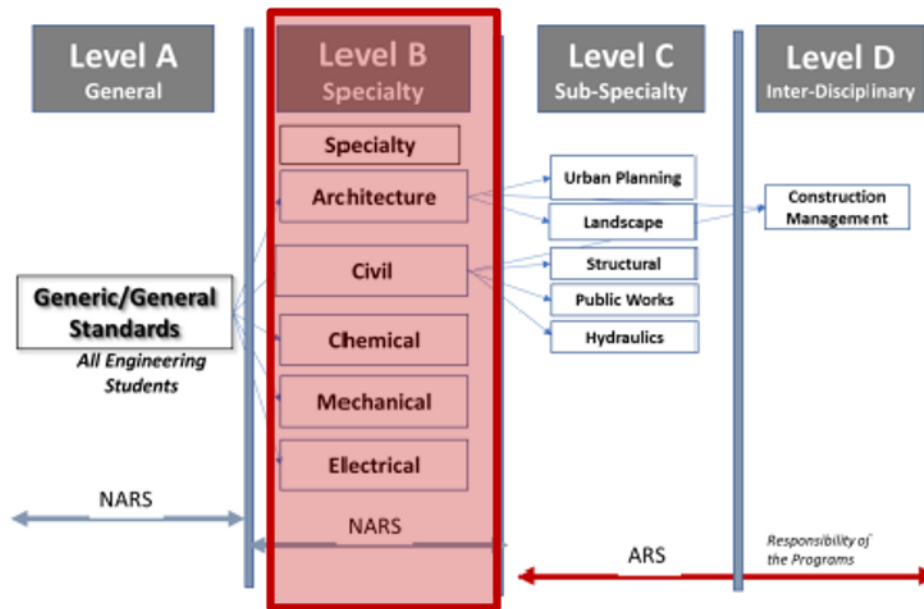 Level A
General
Level B
Specialty
Level C
Sub-Specialty
Level D
Inter-Disciplinary
Specialty
Architecture
Civil
Chemical
Mechanical
Electrical
Generic/General
Standards
All Engineering
Students
Urban Planning
Landscape
Structural
Public Works
Hydraulics
Construction
Management
NARS
NARS
ARS
Responsibility of
the Programs